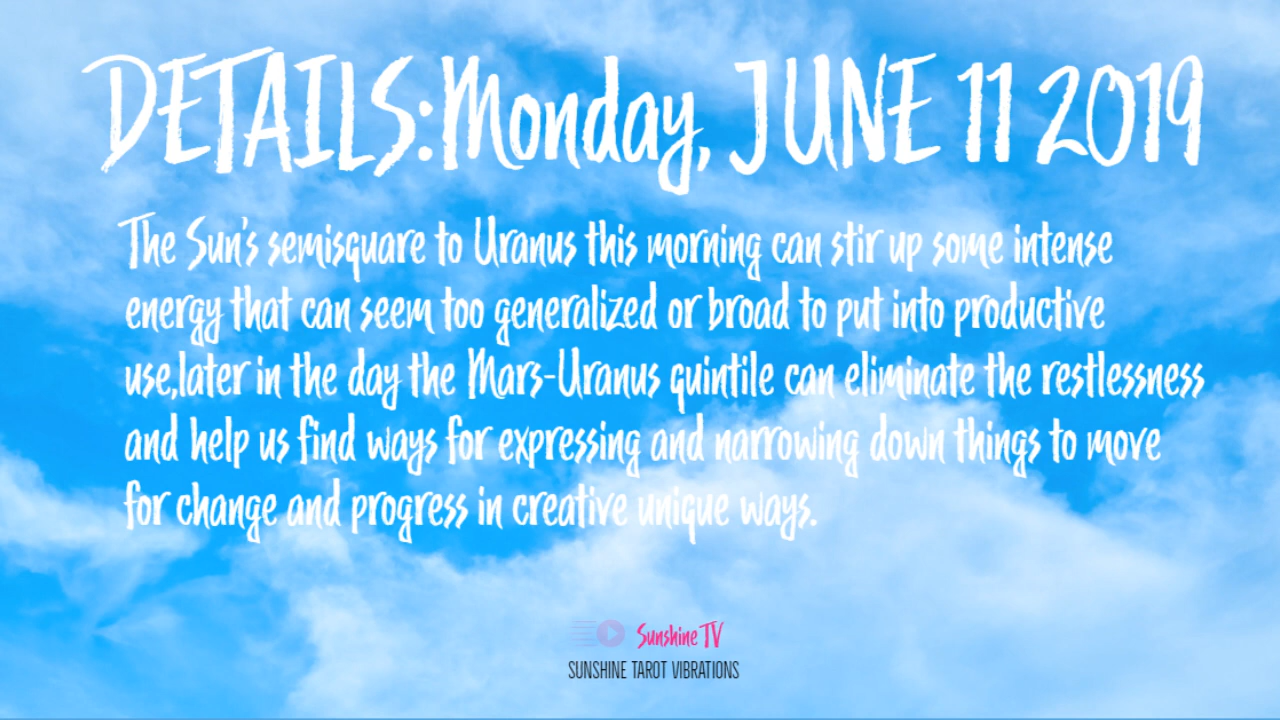 DETAILS:Monday, JUNE 11 2019
The Sun's semisquare to Uranus this morning can stir up some intense
energy that can seem too generalized or broad to put into productive
use,later in the day the Mars-Uranus quintile can eliminate the restlessness
and help us find ways for expressing and narrowing down things to move
for change and progress in creative unique ways.
Sunshine TV
SUNSHINE TAROT VIBRATIONS